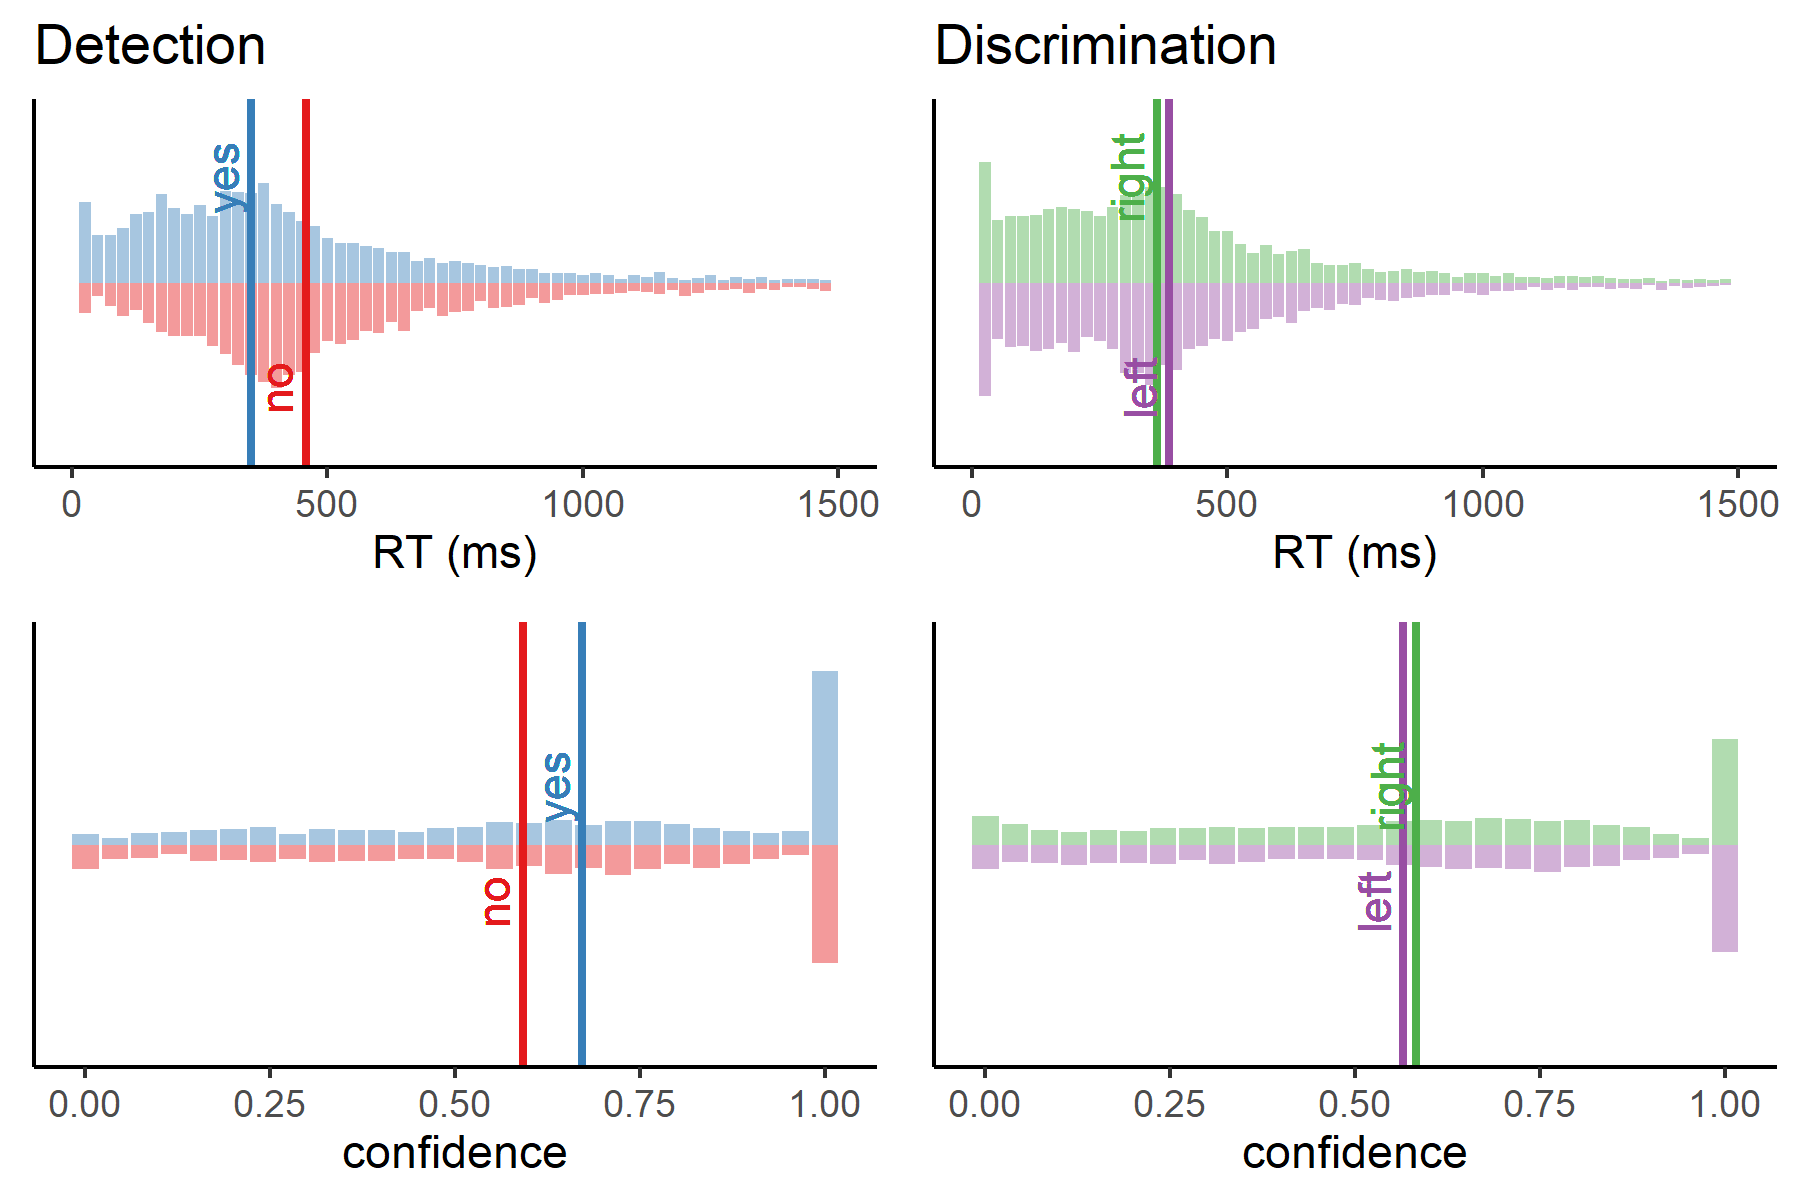 Detection
yes
no
0 500 1000 1500
RT (ms)
Discrimination
right
left
0 500 1000 1500
RT (ms)
yes
no
0.00 0.25 0.50 0.75 1.00
confidence
right
left
0.00 0.25 0.50 0.75 1.00
confidence